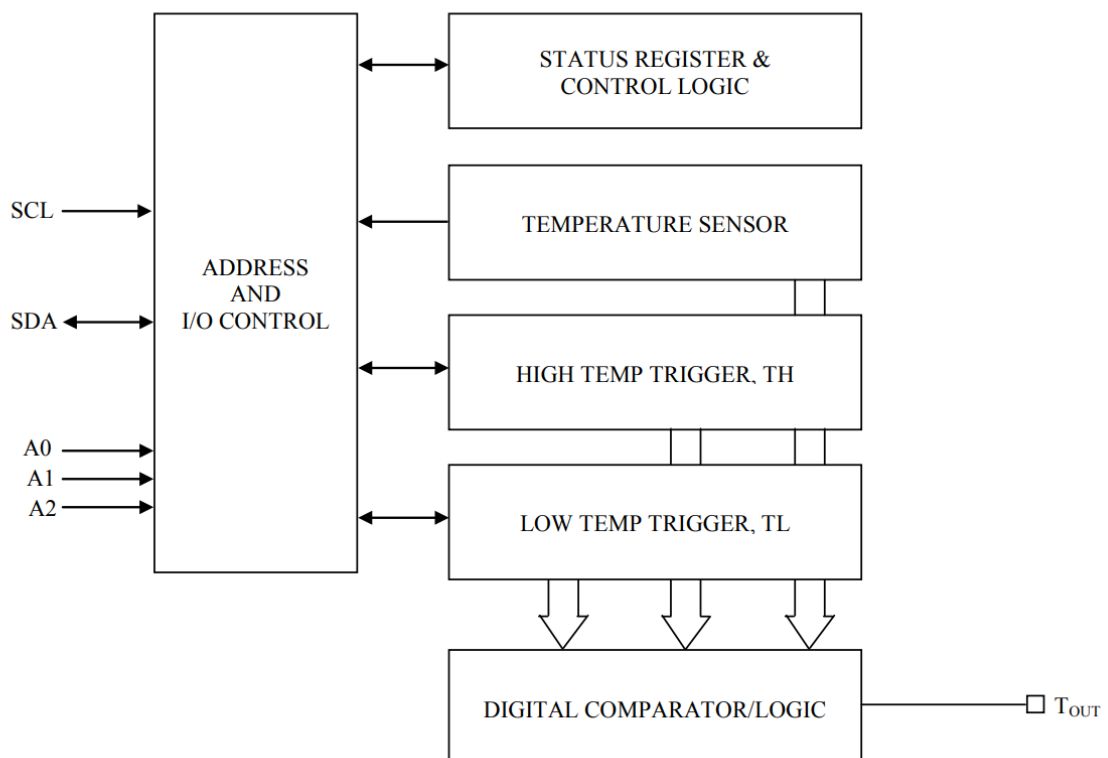 STATUS REGISTER &
CONTROL LOGIC
SCL
TEMPERATURE SENSOR
ADDRESS
AND
I/O CONTROL
SDA
HIGH TEMP TRIGGER, TH
A0
A1
A2
LOW TEMP TRIGGER, TL
DIGITAL COMPARATOR/LOGIC
TOUT